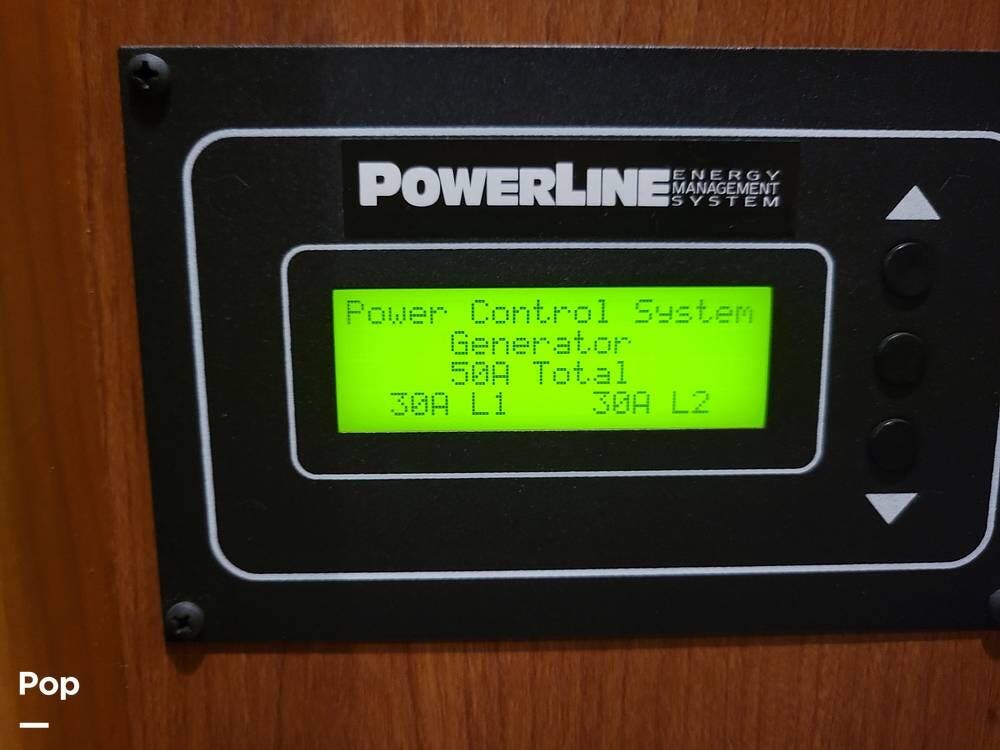 POWERLINE ENERGY MANAGEMENT SYSTEM
Power Control System
Generator
50A Total
30A L1 30A L2
Pop